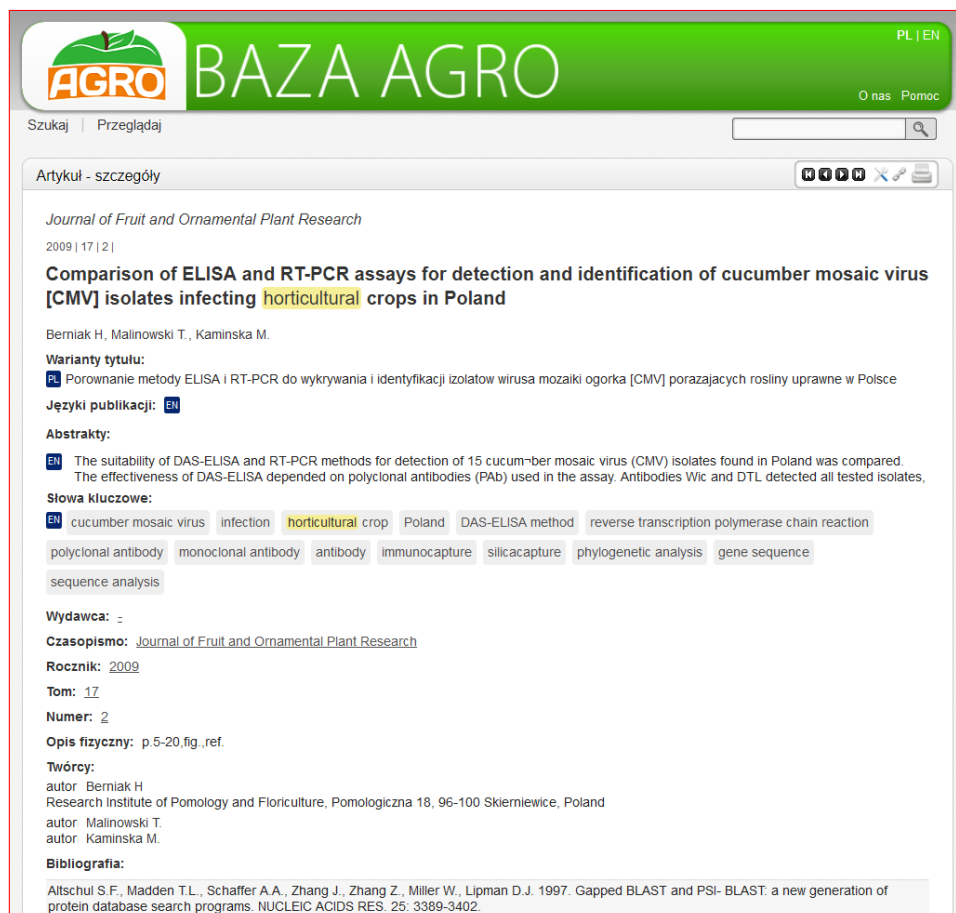 PL | EN
AGRO
BAZA AGRO
O nas Pomoc
Szukaj | Przeglądaj
Artykuł - szczegóły
Journal of Fruit and Ornamental Plant Research
2009 | 17 | 2 |
Comparison of ELISA and RT-PCR assays for detection and identification of cucumber mosaic virus
[CMV] isolates infecting horticultural crops in Poland
Berniak H, Malinowski T., Kaminska M.
Warianty tytułu:
PL Porownanie metody ELISA i RT-PCR do wykrywania i identyfikacji izolatow wirusa mozaiki ogorka [CMV] porazajacych rosliny uprawne w Polsce
Języki publikacji: EN
Abstrakty:
EN The suitability of DAS-ELISA and RT-PCR methods for detection of 15 cucum¬ber mosaic virus (CMV) isolates found in Poland was compared.
The effectiveness of DAS-ELISA depended on polyclonal antibodies (PAb) used in the assay. Antibodies Wic and DTL detected all tested isolates,
Słowa kluczowe:
EN cucumber mosaic virus infection horticultural crop Poland DAS-ELISA method reverse transcription polymerase chain reaction
polyclonal antibody monoclonal antibody antibody immunocapture silicacapture phylogenetic analysis gene sequence
sequence analysis
Wydawca: -
Czasopismo: Journal of Fruit and Ornamental Plant Research
Rocznik: 2009
Tom: 17
Numer: 2
Opis fizyczny: p.5-20,fig.,ref.
Twórcy:
autor Berniak H
Research Institute of Pomology and Floriculture, Pomologiczna 18, 96-100 Skierniewice, Poland
autor Malinowski T.
autor Kaminska M.
Bibliografia:
Altschul S.F., Madden T.L., Schaffer A.A., Zhang J., Zhang Z., Miller W., Lipman D.J. 1997. Gapped BLAST and PSI- BLAST: a new generation of
protein database search programs. NUCLEIC ACIDS RES. 25: 3389-3402.